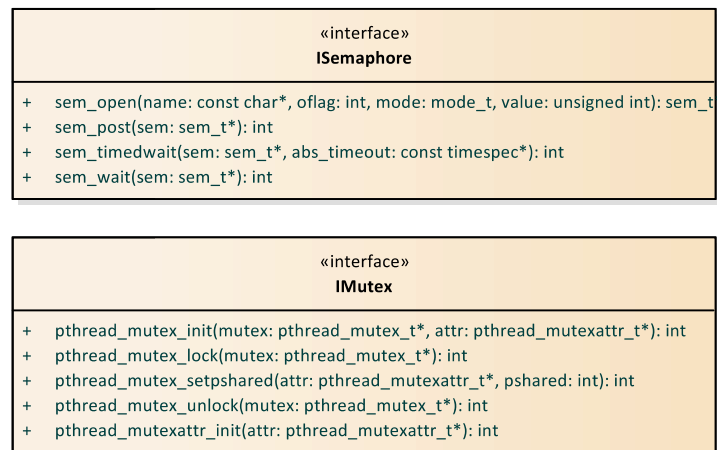 «interface»
ISemaphore
+ sem_open(name: const char*, oflag: int, mode: mode_t, value: unsigned int): sem_t
+ sem_post(sem: sem_t*): int
+ sem_timedwait(sem: sem_t*, abs_timeout: const timespec*): int
+ sem_wait(sem: sem_t*): int
«interface»
IMutex
+ pthread_mutex_init(mutex: pthread_mutex_t*, attr: pthread_mutexattr_t*): int
+ pthread_mutex_lock(mutex: pthread_mutex_t*): int
+ pthread_mutex_setpshared(attr: pthread_mutexattr_t*, pshared: int): int
+ pthread_mutex_unlock(mutex: pthread_mutex_t*): int
+ pthread_mutexattr_init(attr: pthread_mutexattr_t*): int